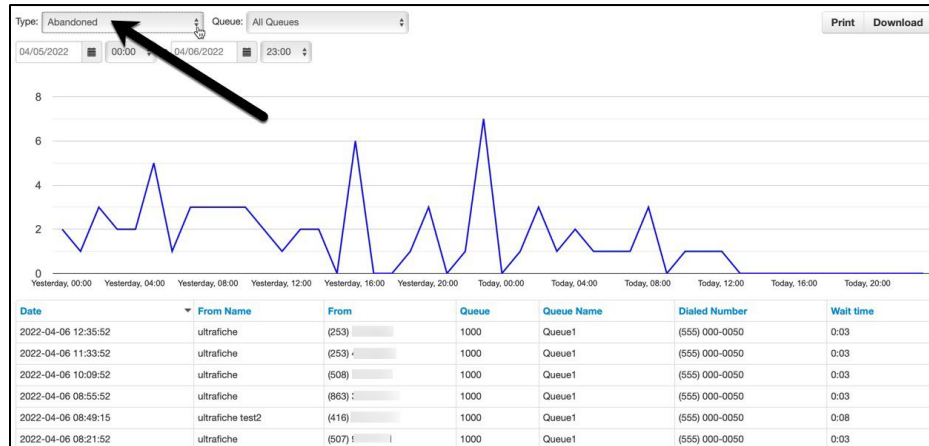 Type: Abandoned Queue: All Queues Print Download
04/05/2022 00:00 04/06/2022 23:00
8
6
4
2
0
Yesterday, 00:00 Yesterday, 04:00 Yesterday, 08:00 Yesterday, 12:00 Yesterday, 16:00 Yesterday, 20:00 Today, 00:00 Today, 04:00 Today, 08:00 Today, 12:00 Today, 16:00 Today, 20:00
Date From Name From Queue Queue Name Dialed Number Wait time
2022-04-06 12:35:52 ultrafiche (253) 1000 Queue1 (555) 000-0050 0:03
2022-04-06 11:33:52 ultrafiche (253) 1000 Queue1 (555) 000-0050 0:03
2022-04-06 10:09:52 ultrafiche (508) 1000 Queue1 (555) 000-0050 0:03
2022-04-06 08:55:52 ultrafiche (863) 1000 Queue1 (555) 000-0050 0:03
2022-04-06 08:49:15 ultrafiche test2 (416) 1000 Queue1 (555) 000-0050 0:08
2022-04-06 08:21:52 ultrafiche (507) 1000 Queue1 (555) 000-0050 0:03